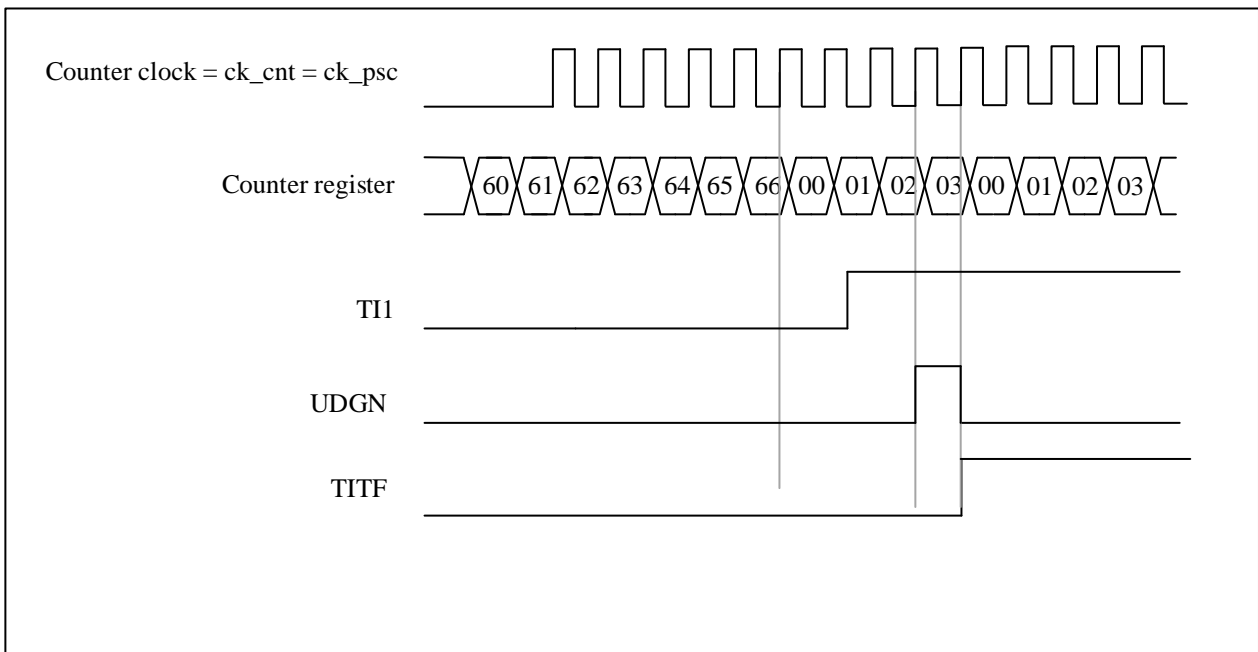 Counter clock = ck_cnt = ck_psc
Counter register 60 61 62 63 64 65 66 00 01 02 03 00 01 02 03
TI1
UDGN
TITF